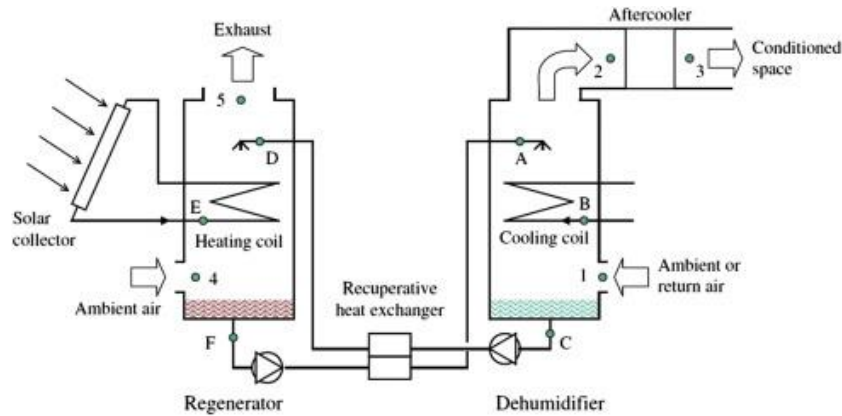 Exhaust
Aftercooler
Conditioned
space
5
2
3
D
A
E
B
Solar
collector
Heating coil
Cooling coil
4
1
Ambient air
Ambient or
return air
Recuperative
heat exchanger
F
C
Regenerator
Dehumidifier